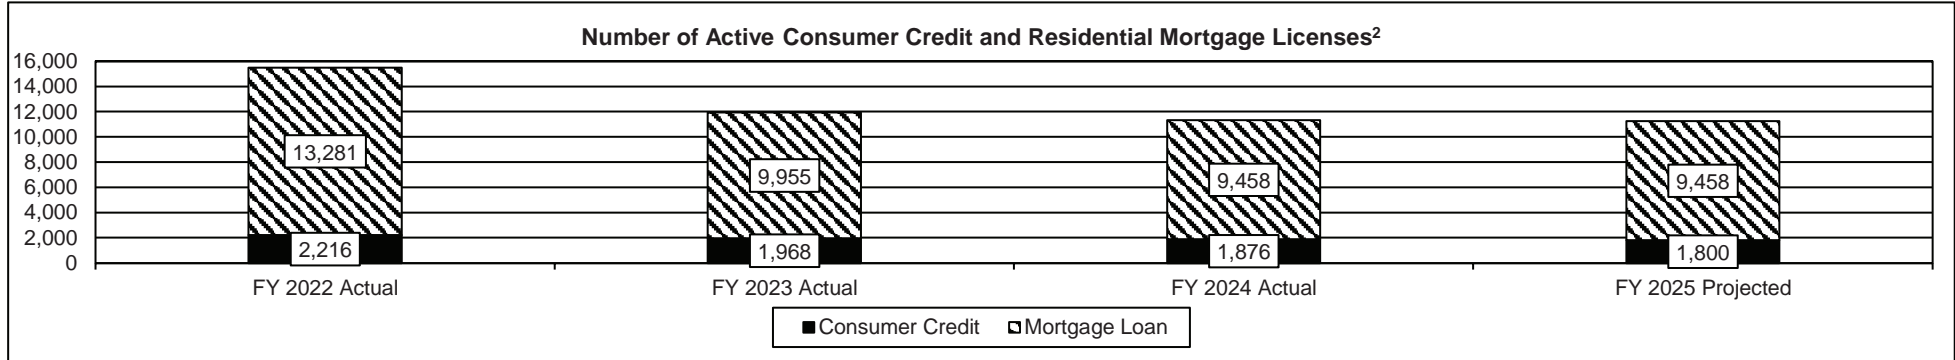 Number of Active Consumer Credit and Residential Mortgage Licenses²
16,000
14,000
12,000
10,000
8,000
6,000
4,000
2,000
0
13,281
2,216
9,955
1,968
9,458
1,876
9,458
1,800
FY 2022 Actual
FY 2023 Actual
FY 2024 Actual
FY 2025 Projected
Consumer Credit
Mortgage Loan